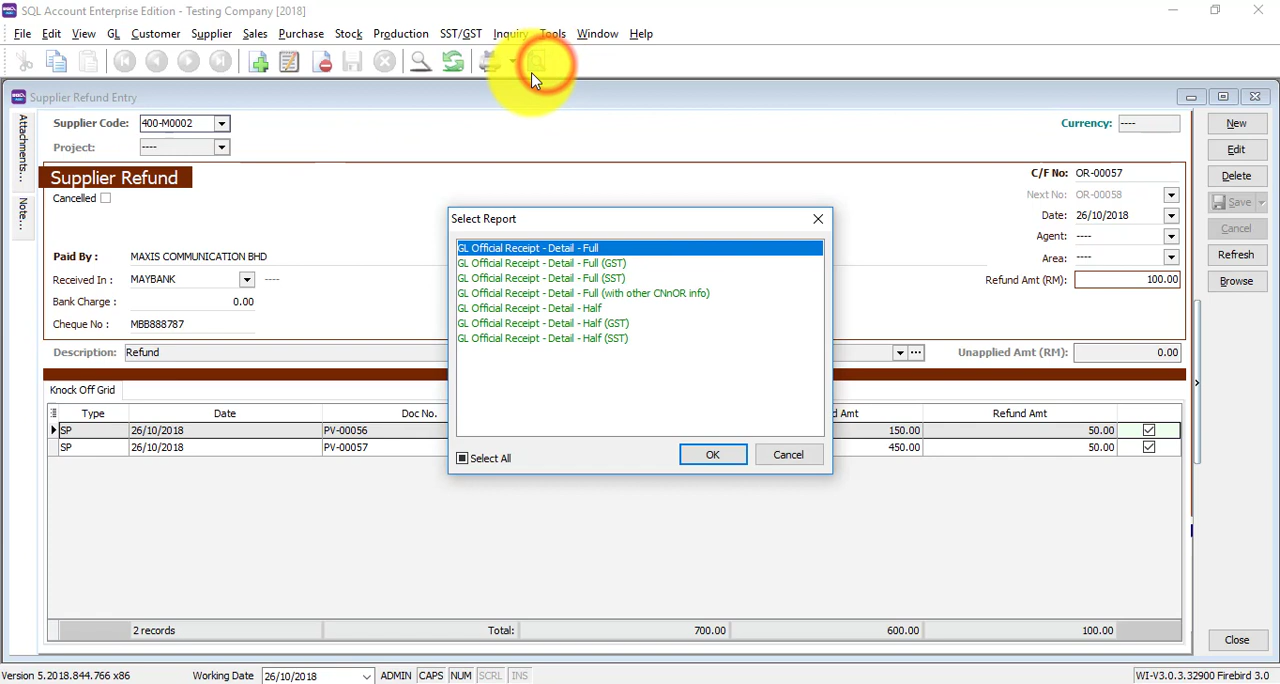 SQL Account Enterprise Edition - Testing Company [2018]
File Edit View GL Customer Supplier Sales Purchase Stock Production SST/GST Inquiry Tools Window Help
Supplier Refund Entry
Attachments...
Note...
Supplier Code: 400-M0002
Currency: ----
Project: ----
Supplier Refund
Cancelled
C/F No: OR-00057
Next No: OR-00058
Date: 26/10/2018
Agent: ----
Area: ----
Refund Amt (RM): 100.00
Paid By : MAXIS COMMUNICATION BHD
Received In : MAYBANK ----
Bank Charge : 0.00
Cheque No : MBB888787
Description: Refund
Unapplied Amt (RM): 0.00
Knock Off Grid
Type Date Doc No. d Amt Refund Amt
SP 26/10/2018 PV-00056 150.00 50.00
SP 26/10/2018 PV-00057 450.00 50.00
2 records Total: 700.00 600.00 100.00
New
Edit
Delete
Save
Cancel
Refresh
Browse
Close
Select Report
GL Official Receipt - Detail - Full
GL Official Receipt - Detail - Full (GST)
GL Official Receipt - Detail - Full (SST)
GL Official Receipt - Detail - Full (with other CNnOR info)
GL Official Receipt - Detail - Half
GL Official Receipt - Detail - Half (GST)
GL Official Receipt - Detail - Half (SST)
Select All
OK
Cancel
Version 5.2018.844.766 x86 Working Date 26/10/2018 ADMIN CAPS NUM SCRL INS WI-V3.0.3.32900 Firebird 3.0